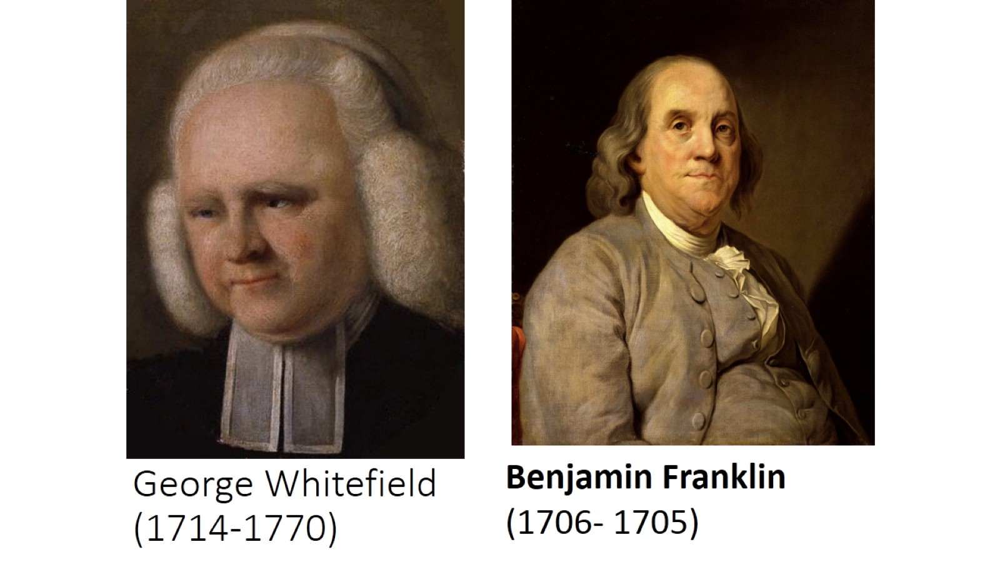 George Whitefield
(1714-1770)
Benjamin Franklin
(1706- 1705)